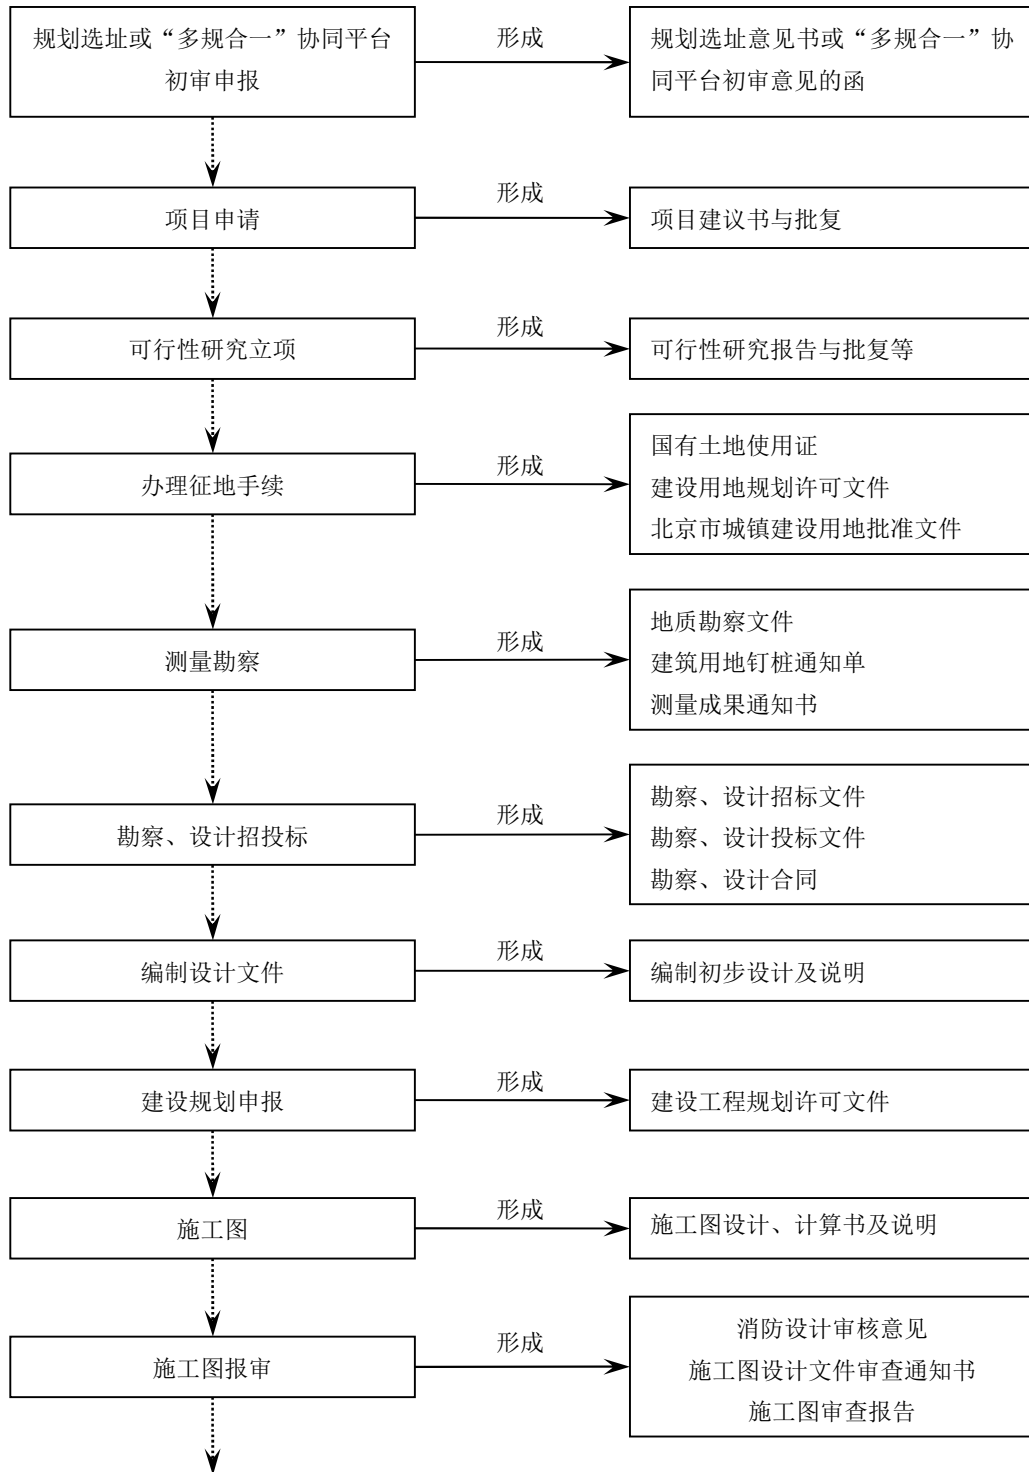 规划选址或“多规合一”协同平台
初审申报
形成
规划选址意见书或“多规合一”协
同平台初审意见的函
项目申请
形成
项目建议书与批复
可行性研究立项
形成
可行性研究报告与批复等
办理征地手续
形成
国有土地使用证
建设用地规划许可文件
北京市城镇建设用地批准文件
测量勘察
形成
地质勘察文件
建筑用地钉桩通知单
测量成果通知书
勘察、设计招投标
形成
勘察、设计招标文件
勘察、设计投标文件
勘察、设计合同
编制设计文件
形成
编制初步设计及说明
建设规划申报
形成
建设工程规划许可文件
施工图
形成
施工图设计、计算书及说明
施工图报审
形成
消防设计审核意见
施工图设计文件审查通知书
施工图审查报告